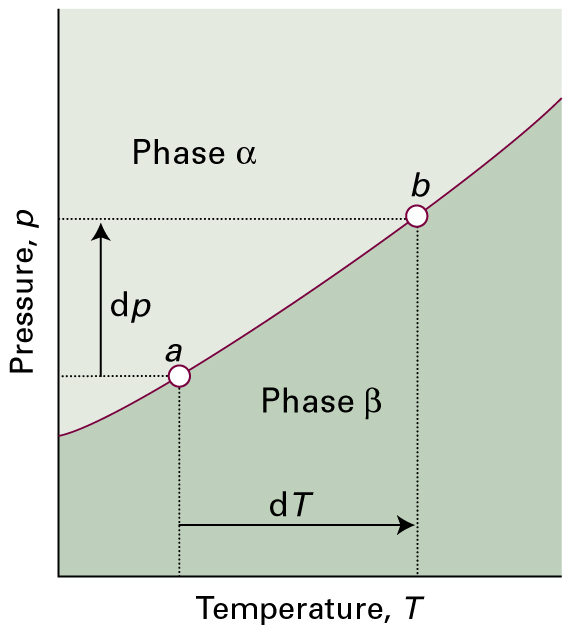 Phase α
b
Pressure, p
dp
a
Phase β
dT
Temperature, T